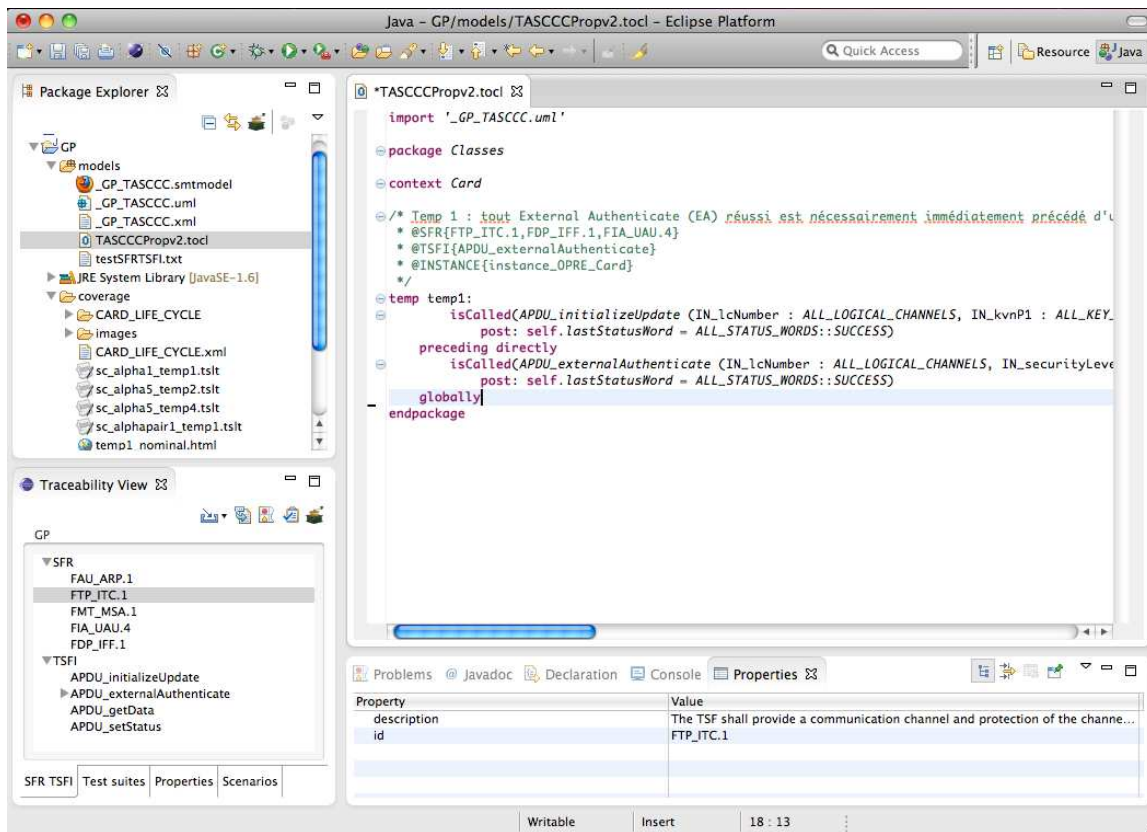 Java – GP/models/TASCCCPropv2.tocl – Eclipse Platform
Quick Access
Resource
Java
Package Explorer
GP
models
_GP_TASCCC.smtmodel
_GP_TASCCC.uml
_GP_TASCCC.xml
TASCCCPropv2.tocl
testSFRTSFI.txt
JRE System Library [JavaSE-1.6]
coverage
CARD_LIFE_CYCLE
images
CARD_LIFE_CYCLE.xml
sc_alpha1_temp1.tslt
sc_alpha5_temp2.tslt
sc_alpha5_temp4.tslt
sc_alphapair1_temp1.tslt
temp1_nominal.html
Traceability View
GP
SFR
FAU_ARP.1
FTP_ITC.1
FMT_MSA.1
FIA_UAU.4
FDP_IFF.1
TSFI
APDU_initializeUpdate
APDU_externalAuthenticate
APDU_getData
APDU_setStatus
SFR TSFI Test suites Properties Scenarios
*TASCCCPropv2.tocl
import '_GP_TASCCC.uml'
package Classes
context Card
/* Temp 1 : tout External Authenticate (EA) réussi est nécessairement immédiatement précédé d'u
* @SFR{FTP_ITC.1,FDP_IFF.1,FIA_UAU.4}
* @TSFI{APDU_externalAuthenticate}
* @INSTANCE{instance_OPRE_Card}
*/
temp temp1:
isCalled(APDU_initializeUpdate (IN_lcNumber : ALL_LOGICAL_CHANNELS, IN_kvnP1 : ALL_KEY_
post: self.lastStatusWord = ALL_STATUS_WORDS::SUCCESS)
preceding directly
isCalled(APDU_externalAuthenticate (IN_lcNumber : ALL_LOGICAL_CHANNELS, IN_securityLeve
post: self.lastStatusWord = ALL_STATUS_WORDS::SUCCESS)
globally
endpackage
Problems @ Javadoc Declaration Console Properties
Property Value
description The TSF shall provide a communication channel and protection of the channe...
id FTP_ITC.1
Writable Insert 18 : 13